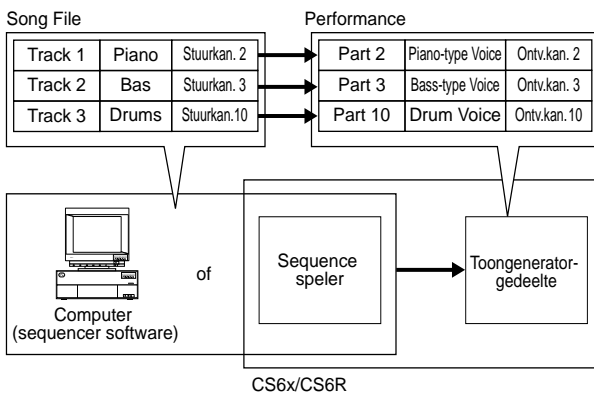 Song File
Performance
Track 1 Piano Stuurkan. 2
Track 2 Bas Stuurkan. 3
Track 3 Drums Stuurkan.10
Part 2 Piano-type Voice Ontv.kan. 2
Part 3 Bass-type Voice Ontv.kan. 3
Part 10 Drum Voice Ontv.kan.10
Computer
(sequencer software)
of
Sequence
speler
Toongenerator-
gedeelte
CS6x/CS6R